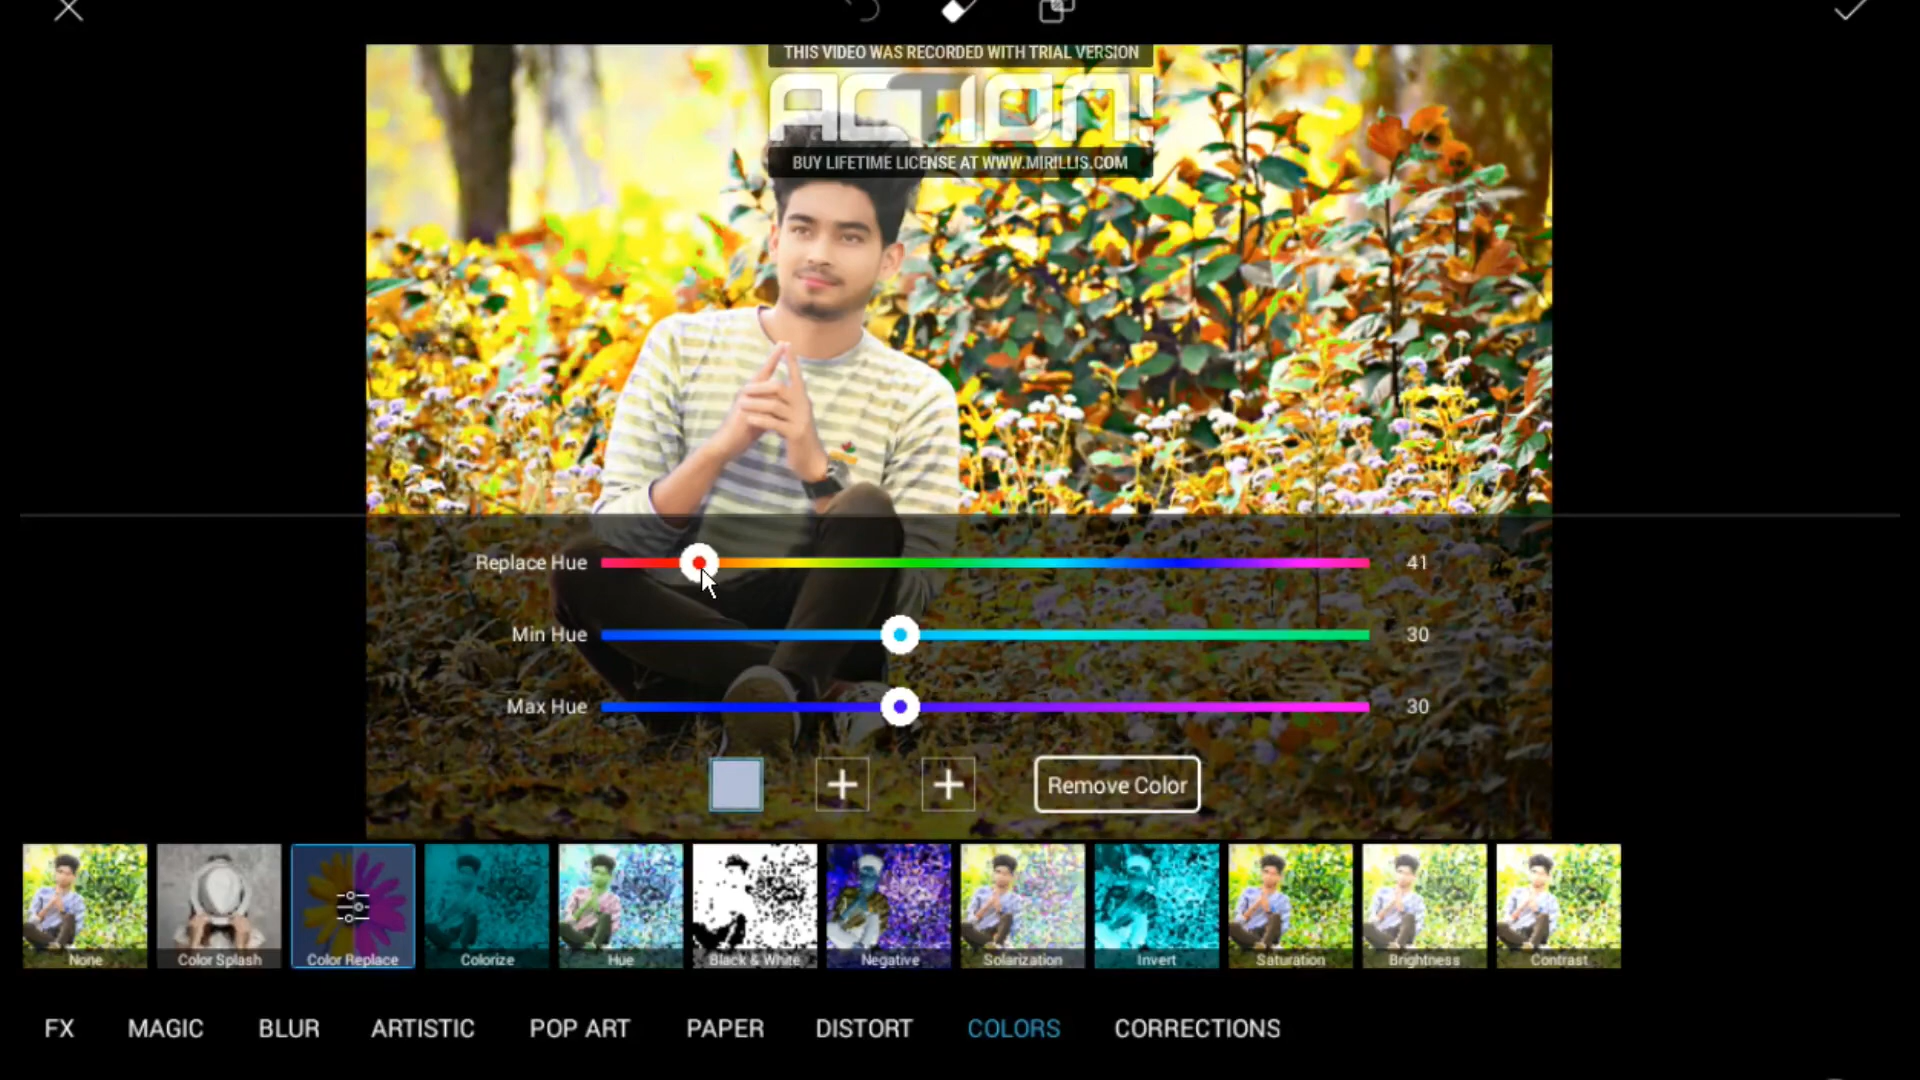 THIS VIDEO WAS RECORDED WITH TRIAL VERSION
ACTION!
BUY LIFETIME LICENSE AT WWW.MIRILLIS.COM
Replace Hue 41
Min Hue 30
Max Hue 30
Remove Color
None Color Splash Color Replace Colorize Hue Black & White Negative Solarization Invert Saturation Brightness Contrast
FX MAGIC BLUR ARTISTIC POP ART PAPER DISTORT COLORS CORRECTIONS